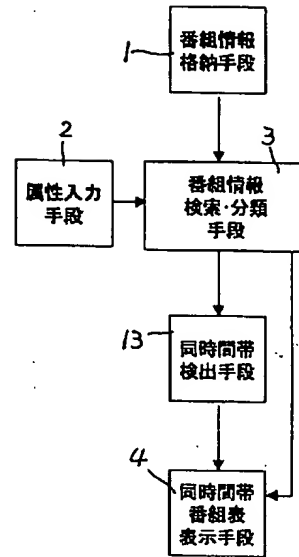 1
番組情報
格納手段
2
属性入力
手段
3
番組情報
検索・分類
手段
13
同時間帯
検出手段
4
同時間帯
番組表
表示手段